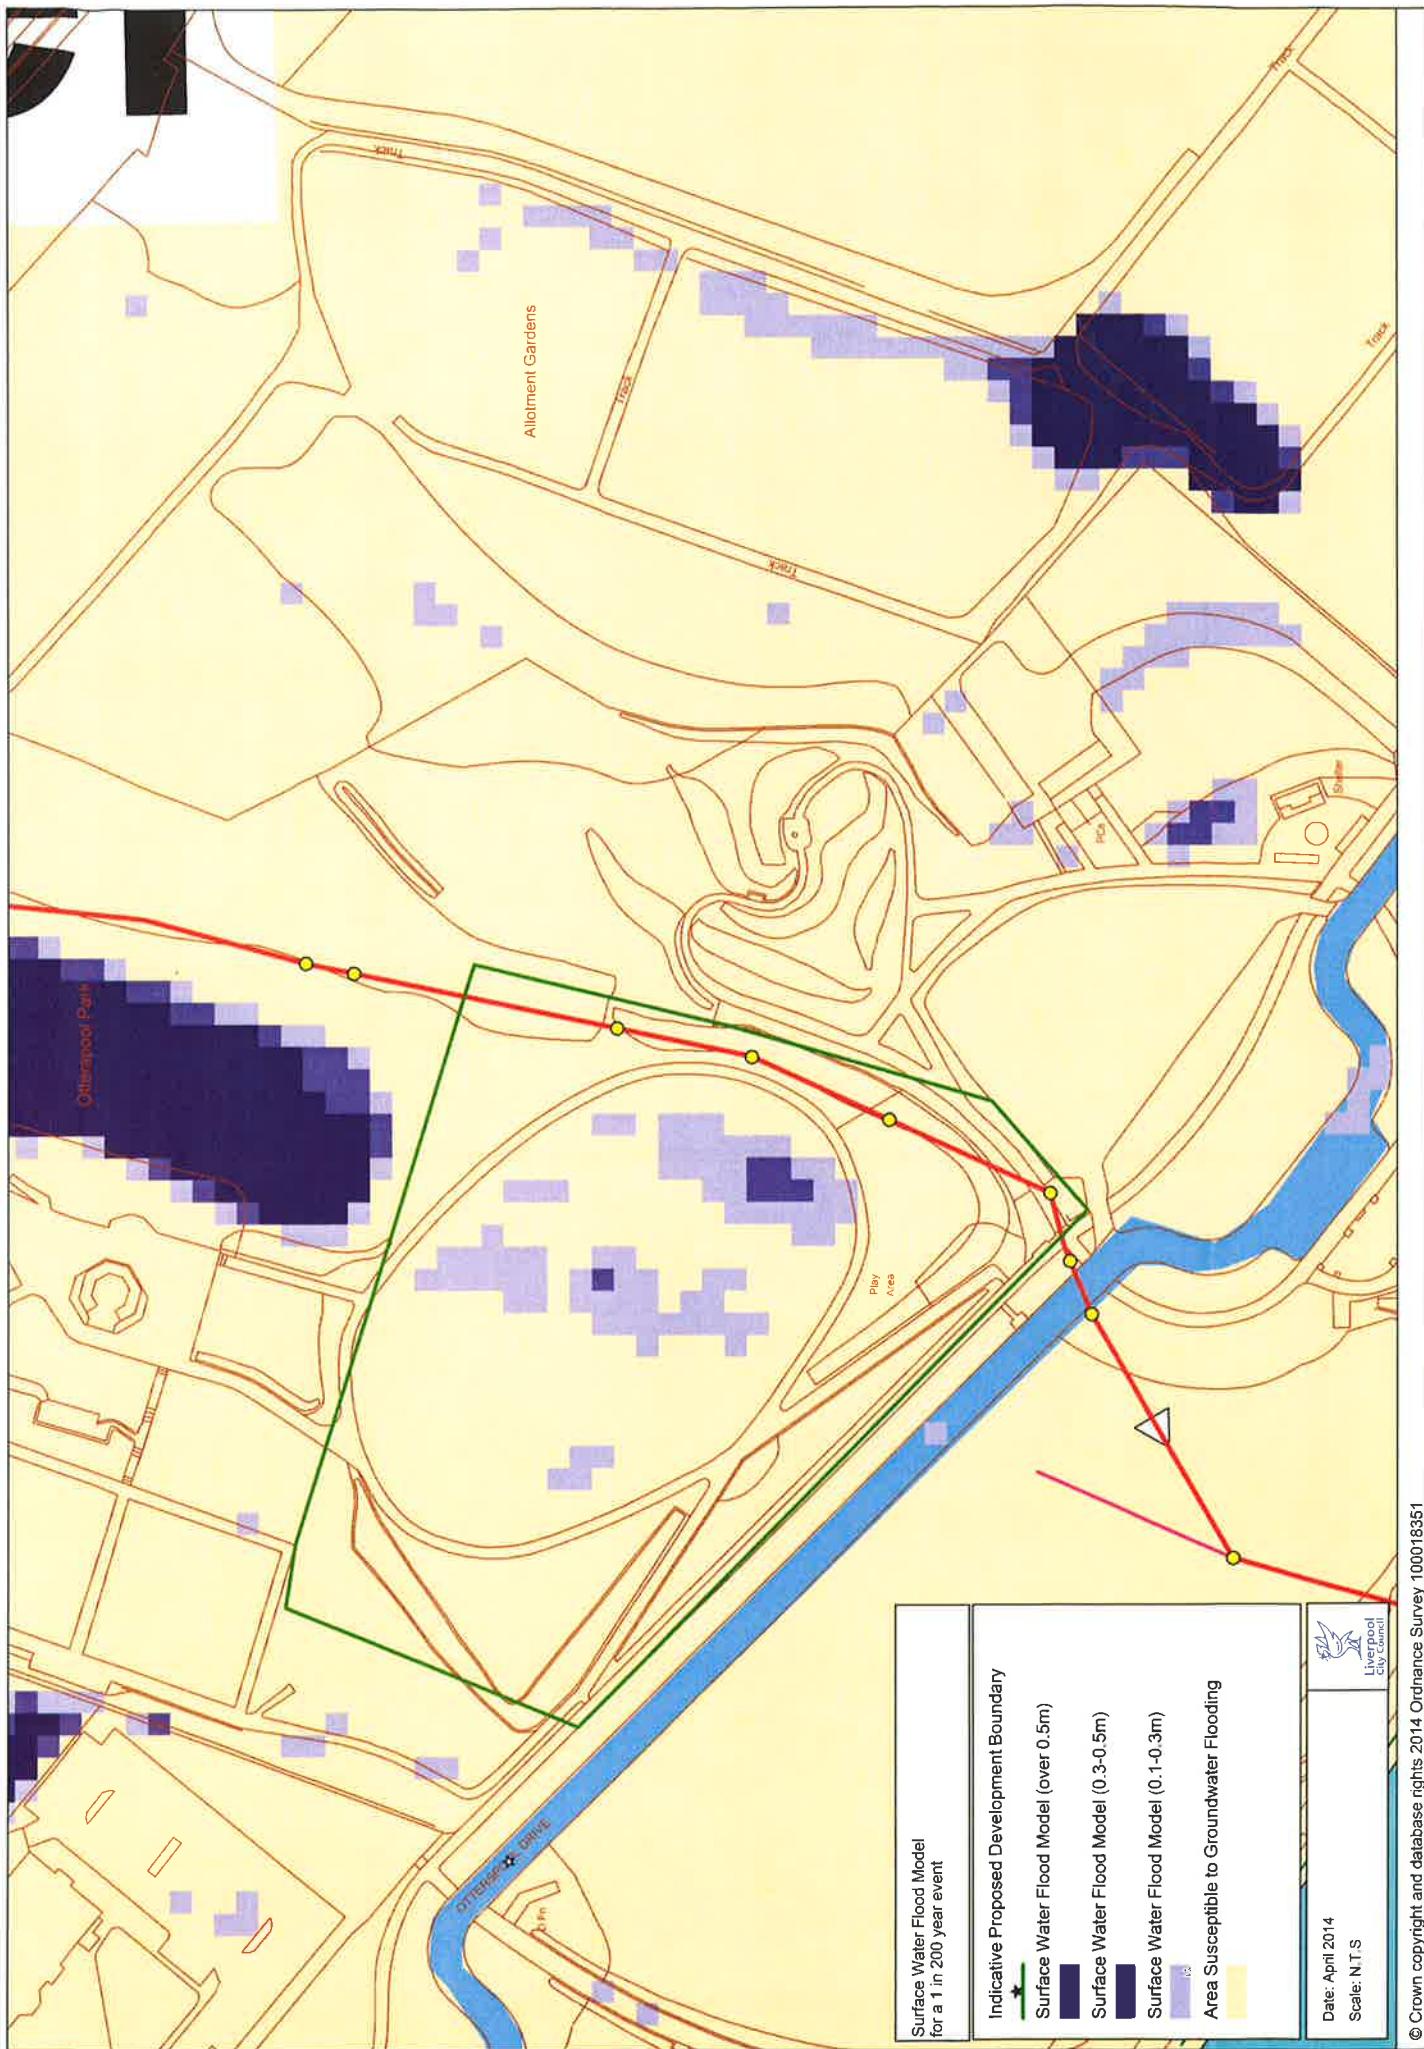 Track
Track
Allotment Gardens
Track
Track
Track
Otterspool Park
PCs
Shelter
Play
Area
OTTERSPOOL DRIVE
D Fn
Surface Water Flood Model
for a 1 in 200 year event
Indicative Proposed Development Boundary
Surface Water Flood Model (over 0.5m)
Surface Water Flood Model (0.3-0.5m)
Surface Water Flood Model (0.1-0.3m)
Area Susceptible to Groundwater Flooding
Date: April 2014
Scale: N.T.S
Liverpool
City Council
© Crown copyright and database rights 2014 Ordnance Survey 100018351